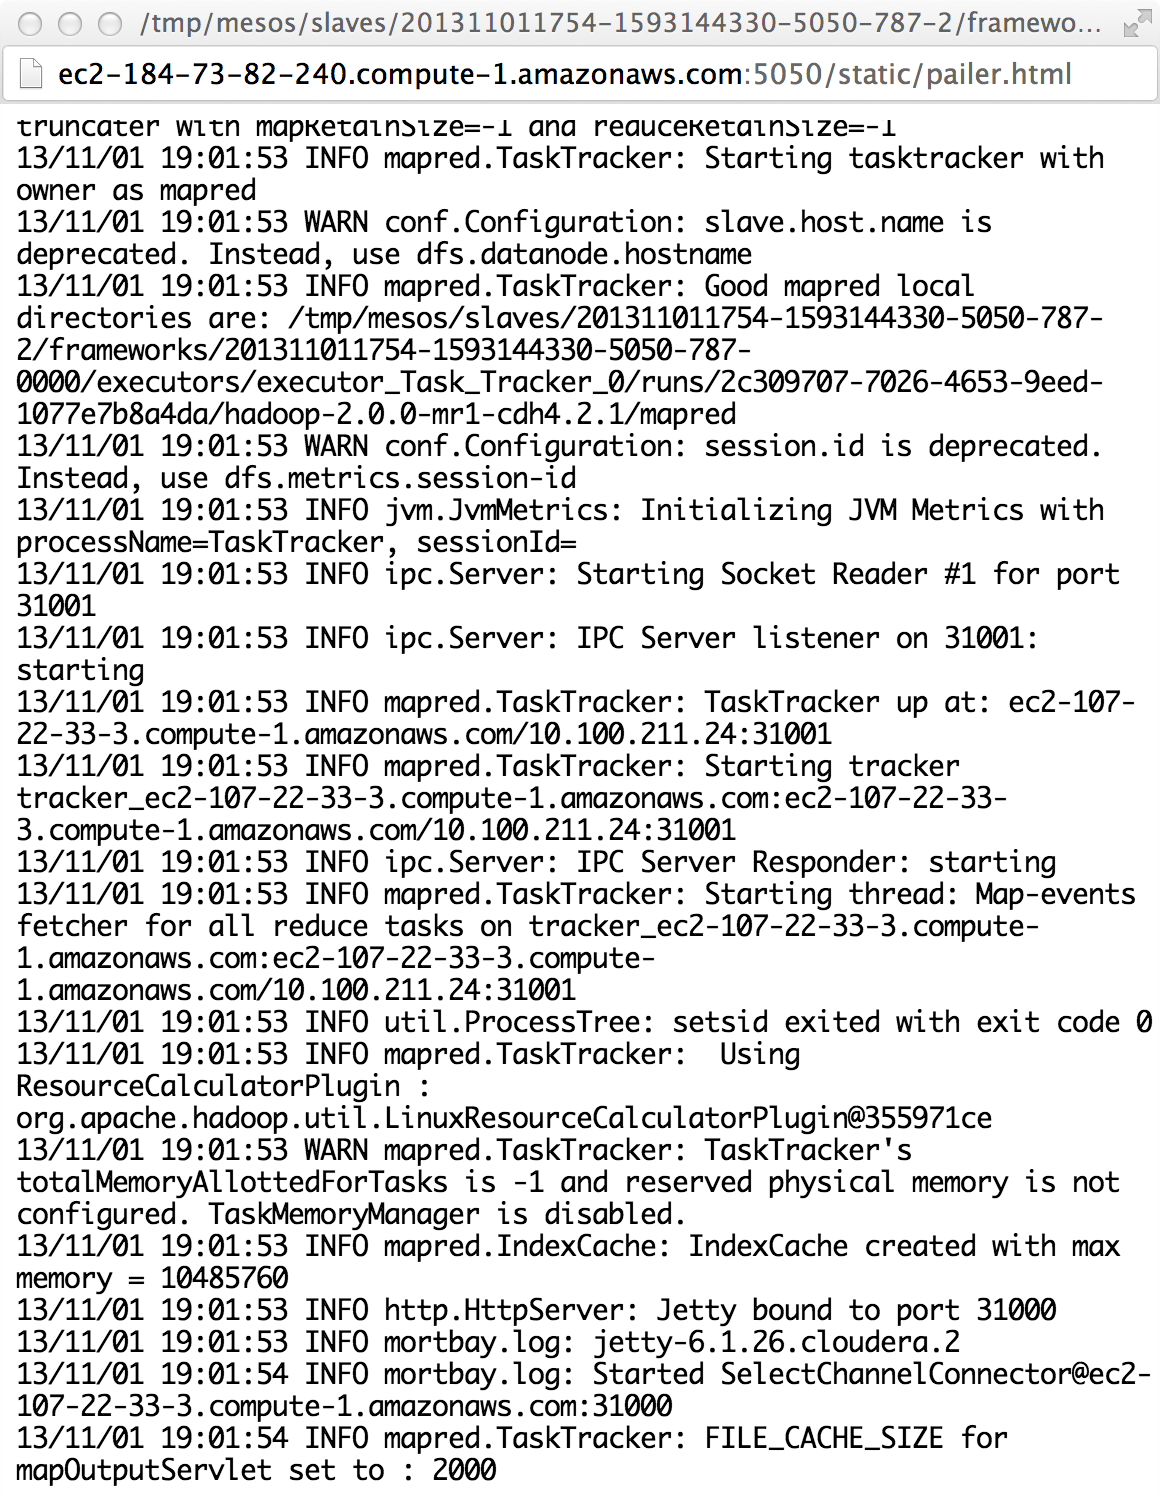 /tmp/mesos/slaves/201311011754-1593144330-5050-787-2/framewo...
ec2-184-73-82-240.compute-1.amazonaws.com:5050/static/pailer.html
truncater with mapRetainSize=-1 and reduceRetainSize=-1
13/11/01 19:01:53 INFO mapred.TaskTracker: Starting tasktracker with
owner as mapred
13/11/01 19:01:53 WARN conf.Configuration: slave.host.name is
deprecated. Instead, use dfs.datanode.hostname
13/11/01 19:01:53 INFO mapred.TaskTracker: Good mapred local
directories are: /tmp/mesos/slaves/201311011754-1593144330-5050-787-
2/frameworks/201311011754-1593144330-5050-787-
0000/executors/executor_Task_Tracker_0/runs/2c309707-7026-4653-9eed-
1077e7b8a4da/hadoop-2.0.0-mr1-cdh4.2.1/mapred
13/11/01 19:01:53 WARN conf.Configuration: session.id is deprecated.
Instead, use dfs.metrics.session-id
13/11/01 19:01:53 INFO jvm.JvmMetrics: Initializing JVM Metrics with
processName=TaskTracker, sessionId=
13/11/01 19:01:53 INFO ipc.Server: Starting Socket Reader #1 for port
31001
13/11/01 19:01:53 INFO ipc.Server: IPC Server listener on 31001:
starting
13/11/01 19:01:53 INFO mapred.TaskTracker: TaskTracker up at: ec2-107-
22-33-3.compute-1.amazonaws.com/10.100.211.24:31001
13/11/01 19:01:53 INFO mapred.TaskTracker: Starting tracker
tracker_ec2-107-22-33-3.compute-1.amazonaws.com:ec2-107-22-33-
3.compute-1.amazonaws.com/10.100.211.24:31001
13/11/01 19:01:53 INFO ipc.Server: IPC Server Responder: starting
13/11/01 19:01:53 INFO mapred.TaskTracker: Starting thread: Map-events
fetcher for all reduce tasks on tracker_ec2-107-22-33-3.compute-
1.amazonaws.com:ec2-107-22-33-3.compute-
1.amazonaws.com/10.100.211.24:31001
13/11/01 19:01:53 INFO util.ProcessTree: setsid exited with exit code 0
13/11/01 19:01:53 INFO mapred.TaskTracker:  Using
ResourceCalculatorPlugin :
org.apache.hadoop.util.LinuxResourceCalculatorPlugin@355971ce
13/11/01 19:01:53 WARN mapred.TaskTracker: TaskTracker's
totalMemoryAllottedForTasks is -1 and reserved physical memory is not
configured. TaskMemoryManager is disabled.
13/11/01 19:01:53 INFO mapred.IndexCache: IndexCache created with max
memory = 10485760
13/11/01 19:01:53 INFO http.HttpServer: Jetty bound to port 31000
13/11/01 19:01:53 INFO mortbay.log: jetty-6.1.26.cloudera.2
13/11/01 19:01:54 INFO mortbay.log: Started SelectChannelConnector@ec2-
107-22-33-3.compute-1.amazonaws.com:31000
13/11/01 19:01:54 INFO mapred.TaskTracker: FILE_CACHE_SIZE for
mapOutputServlet set to : 2000